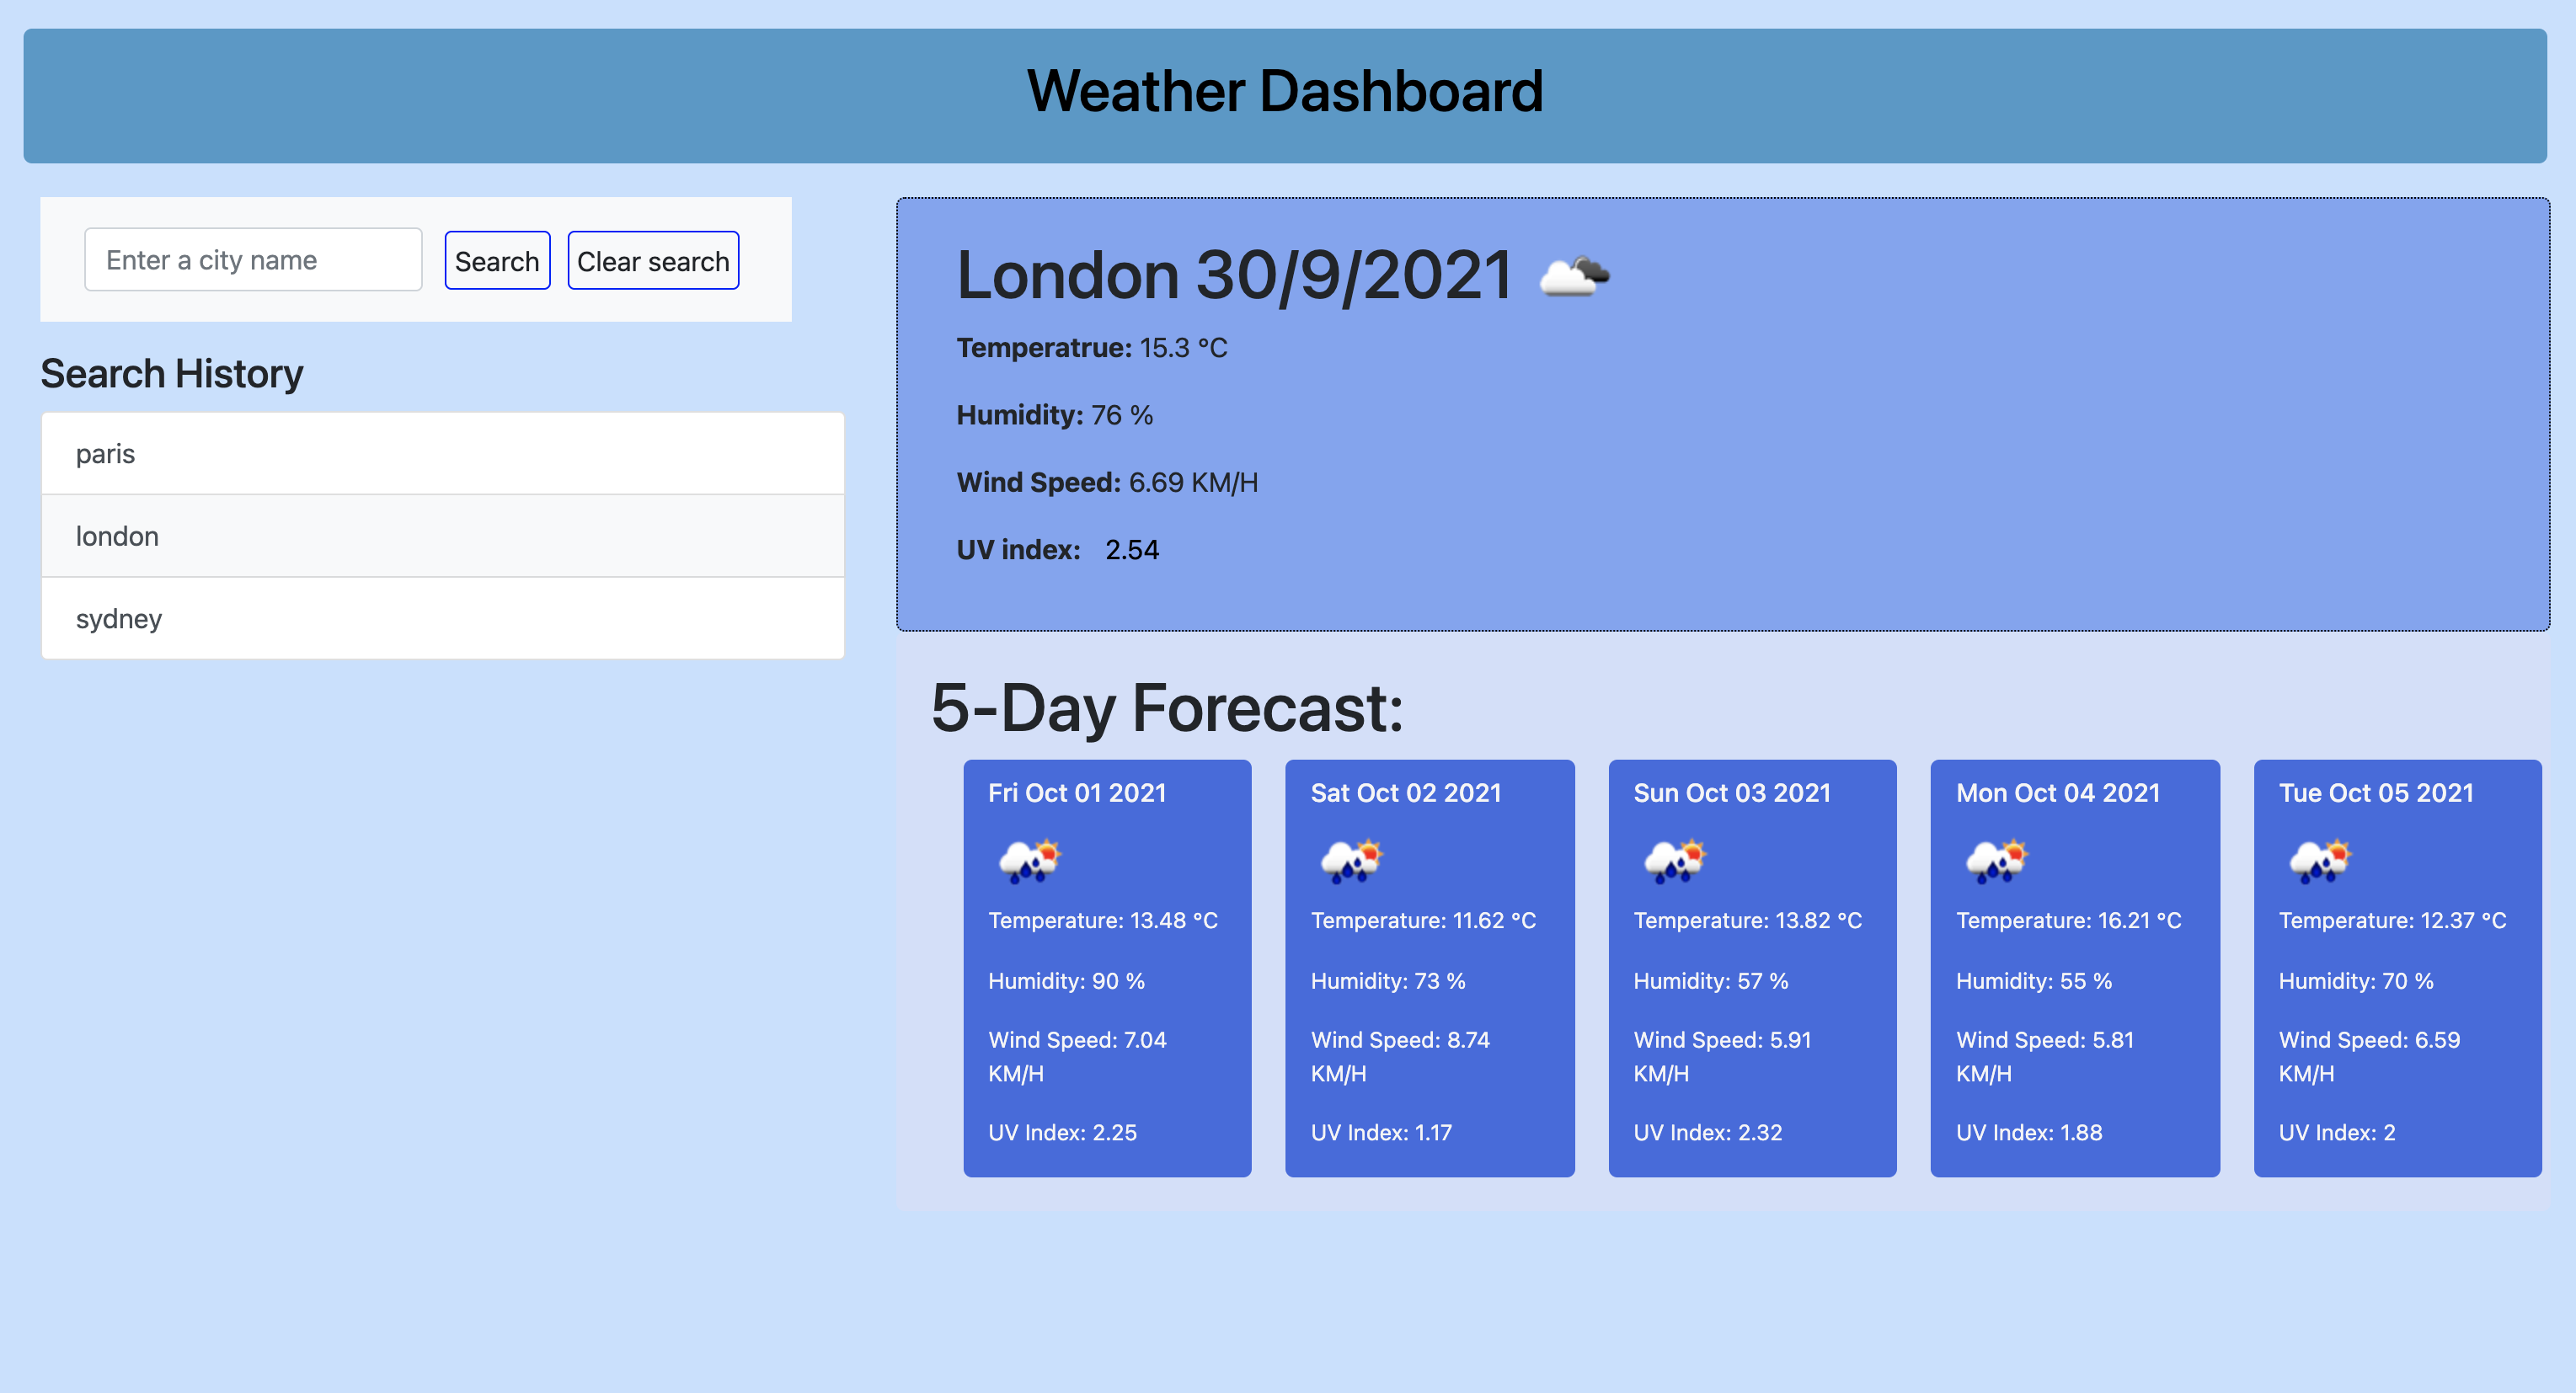 Weather Dashboard
Enter a city name
Search
Clear search
Search History
paris
london
sydney
London 30/9/2021
Temperatrue: 15.3 °C
Humidity: 76 %
Wind Speed: 6.69 KM/H
UV index: 2.54
5-Day Forecast:
Fri Oct 01 2021
Temperature: 13.48 °C
Humidity: 90 %
Wind Speed: 7.04
KM/H
UV Index: 2.25
Sat Oct 02 2021
Temperature: 11.62 °C
Humidity: 73 %
Wind Speed: 8.74
KM/H
UV Index: 1.17
Sun Oct 03 2021
Temperature: 13.82 °C
Humidity: 57 %
Wind Speed: 5.91
KM/H
UV Index: 2.32
Mon Oct 04 2021
Temperature: 16.21 °C
Humidity: 55 %
Wind Speed: 5.81
KM/H
UV Index: 1.88
Tue Oct 05 2021
Temperature: 12.37 °C
Humidity: 70 %
Wind Speed: 6.59
KM/H
UV Index: 2